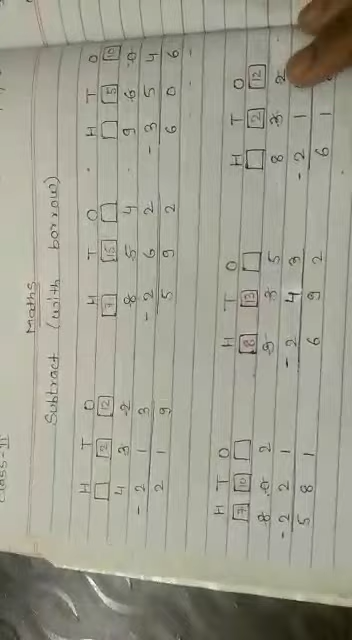 Class-II
Maths
Subtract (with borrow)
H T O H T O H T O
2 12 7 15 5 10
4 3 2 8 5 4 9 6 0
- 2 1 3 - 2 6 2 - 3 5 4
2 1 9 5 9 2 6 0 6
H T O H T O H T O
7 10 8 13 2 12
8 0 2 9 3 5 8 3 2
- 2 2 1 - 2 4 3 - 2 1
5 8 1 6 9 2 6 1